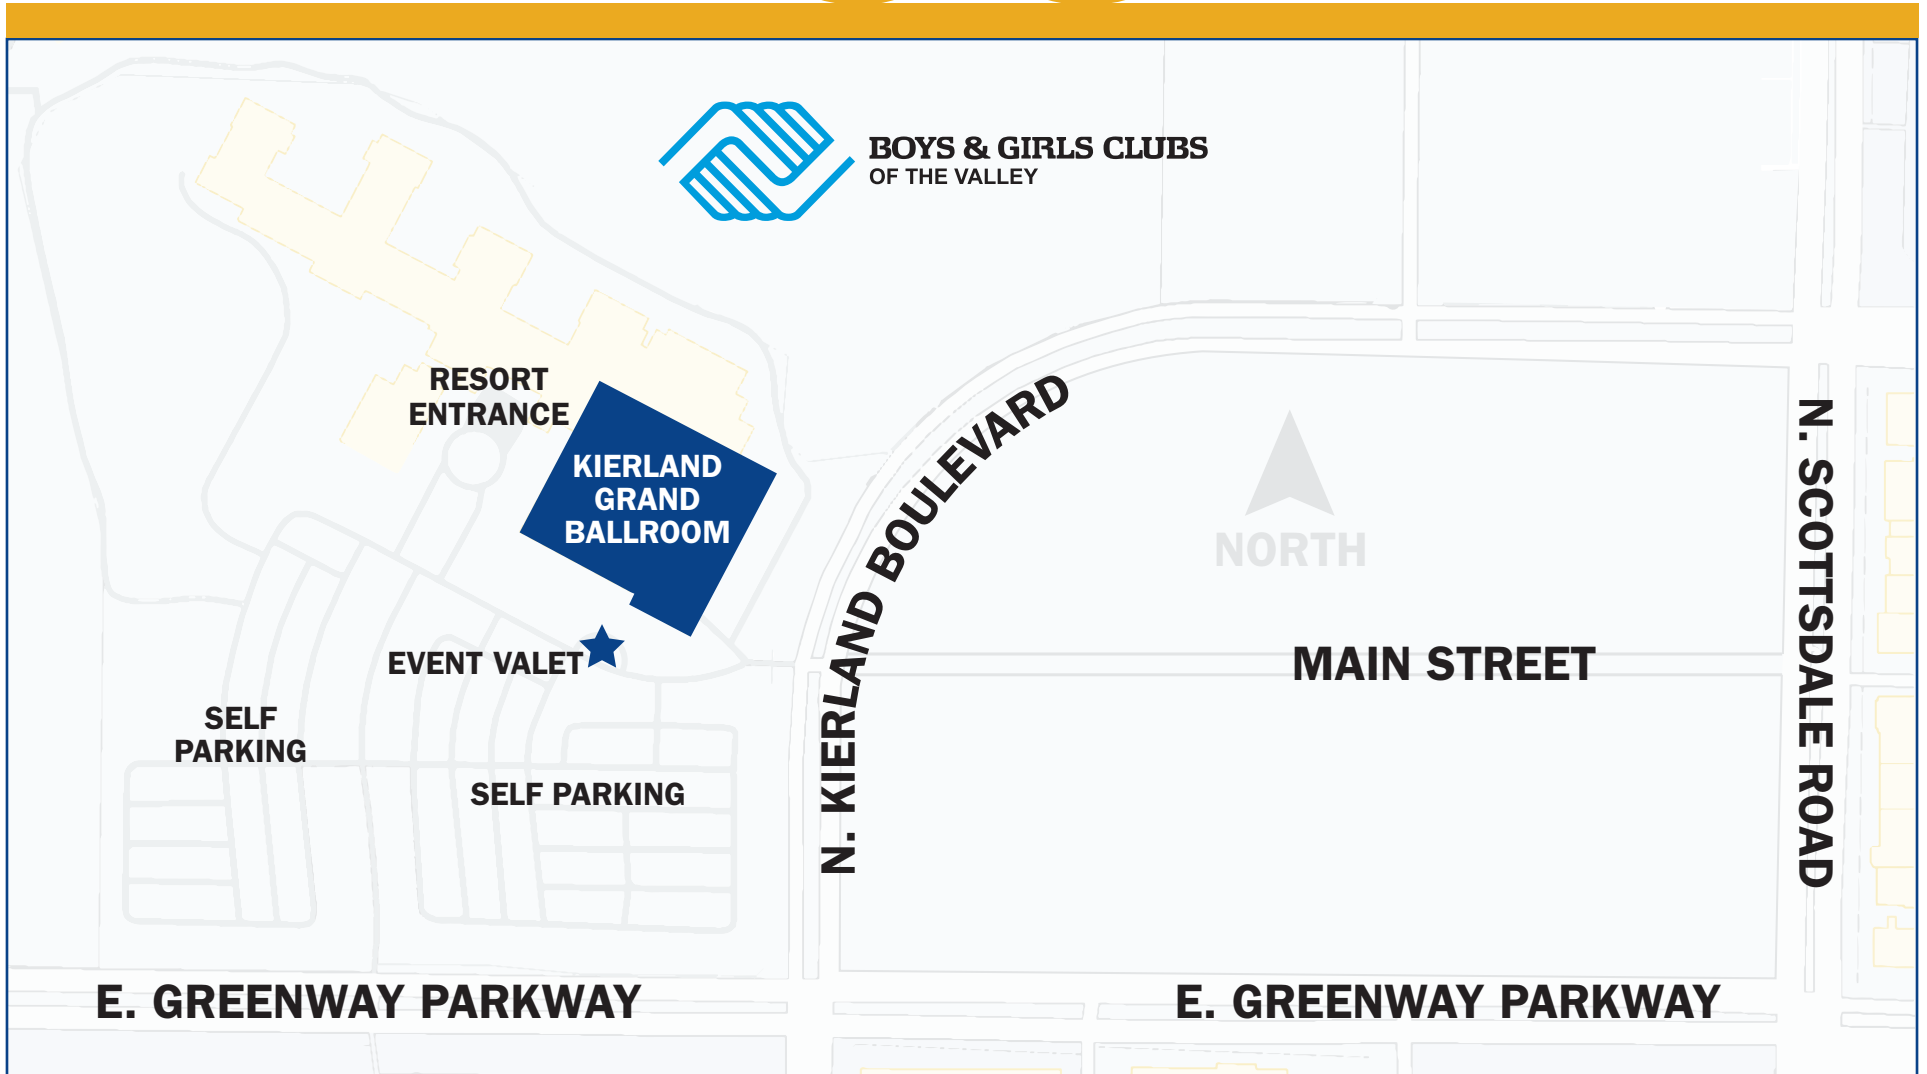 BOYS & GIRLS CLUBS
OF THE VALLEY
RESORT
ENTRANCE
KIERLAND
GRAND
BALLROOM
N. KIERLAND BOULEVARD
NORTH
N. SCOTTSDALE ROAD
EVENT VALET
MAIN STREET
SELF
PARKING
SELF PARKING
E. GREENWAY PARKWAY
E. GREENWAY PARKWAY